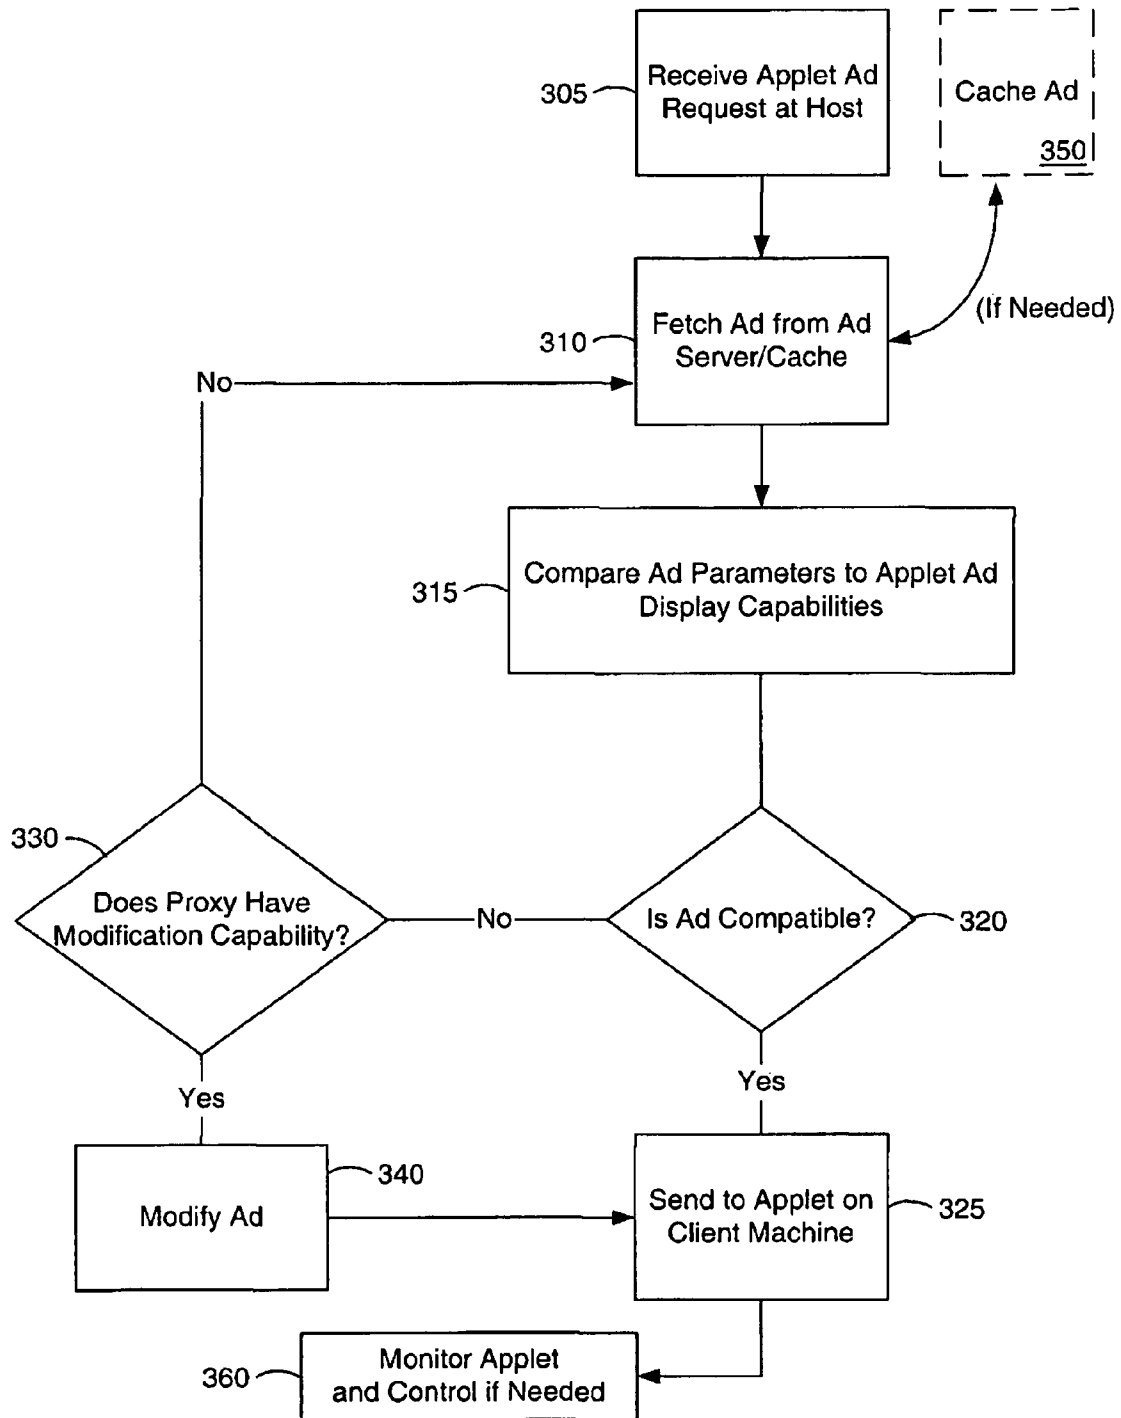 305
Receive Applet Ad
Request at Host
Cache Ad
350
310
Fetch Ad from Ad
Server/Cache
(If Needed)
No
315
Compare Ad Parameters to Applet Ad
Display Capabilities
330
Does Proxy Have
Modification Capability?
No
Is Ad Compatible?
320
Yes
Yes
340
Modify Ad
Send to Applet on
Client Machine
325
360
Monitor Applet
and Control if Needed